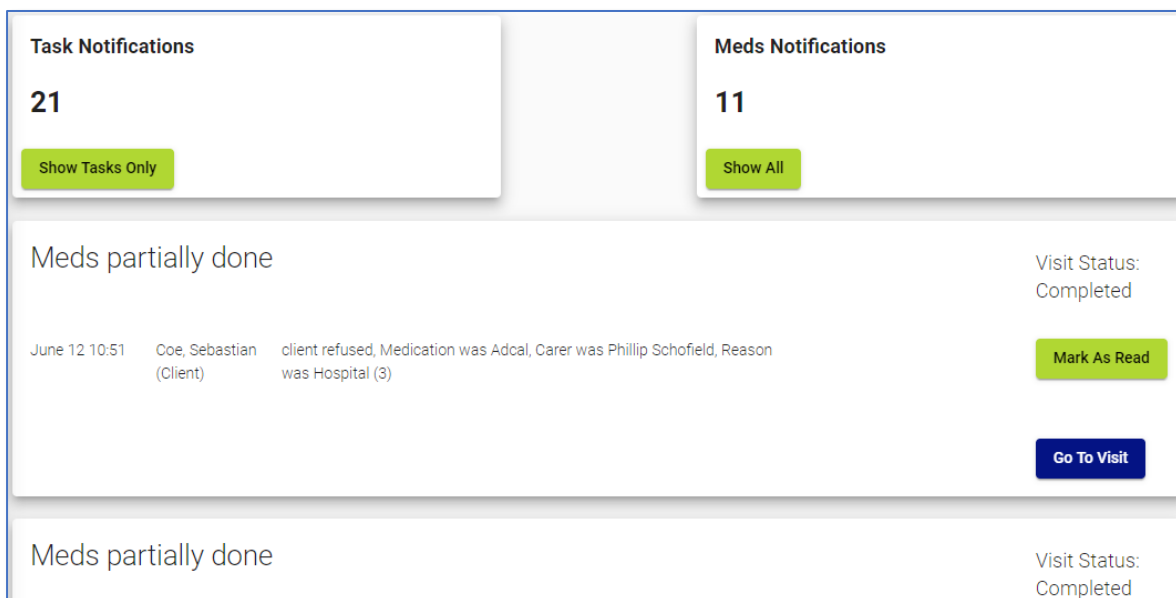 Task Notifications
21
Show Tasks Only
Meds Notifications
11
Show All
Meds partially done
Visit Status:
Completed
June 12 10:51
Coe, Sebastian
(Client)
client refused, Medication was Adcal, Carer was Phillip Schofield, Reason
was Hospital (3)
Mark As Read
Go To Visit
Meds partially done
Visit Status:
Completed